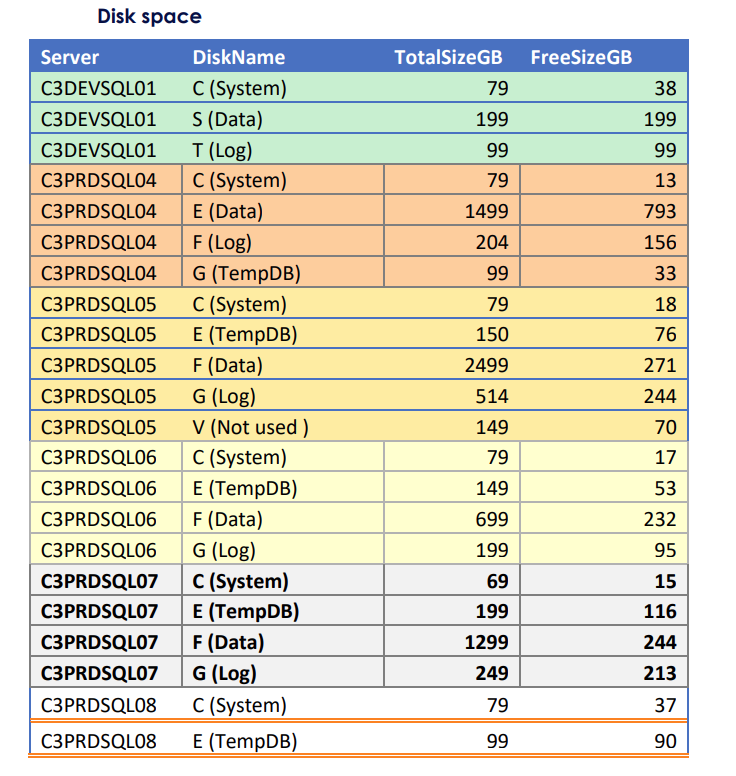 Disk space
Server DiskName TotalSizeGB FreeSizeGB
C3DEVSQL01 C (System) 79 38
C3DEVSQL01 S (Data) 199 199
C3DEVSQL01 T (Log) 99 99
C3PRDSQL04 C (System) 79 13
C3PRDSQL04 E (Data) 1499 793
C3PRDSQL04 F (Log) 204 156
C3PRDSQL04 G (TempDB) 99 33
C3PRDSQL05 C (System) 79 18
C3PRDSQL05 E (TempDB) 150 76
C3PRDSQL05 F (Data) 2499 271
C3PRDSQL05 G (Log) 514 244
C3PRDSQL05 V (Not used ) 149 70
C3PRDSQL06 C (System) 79 17
C3PRDSQL06 E (TempDB) 149 53
C3PRDSQL06 F (Data) 699 232
C3PRDSQL06 G (Log) 199 95
C3PRDSQL07 C (System) 69 15
C3PRDSQL07 E (TempDB) 199 116
C3PRDSQL07 F (Data) 1299 244
C3PRDSQL07 G (Log) 249 213
C3PRDSQL08 C (System) 79 37
C3PRDSQL08 E (TempDB) 99 90